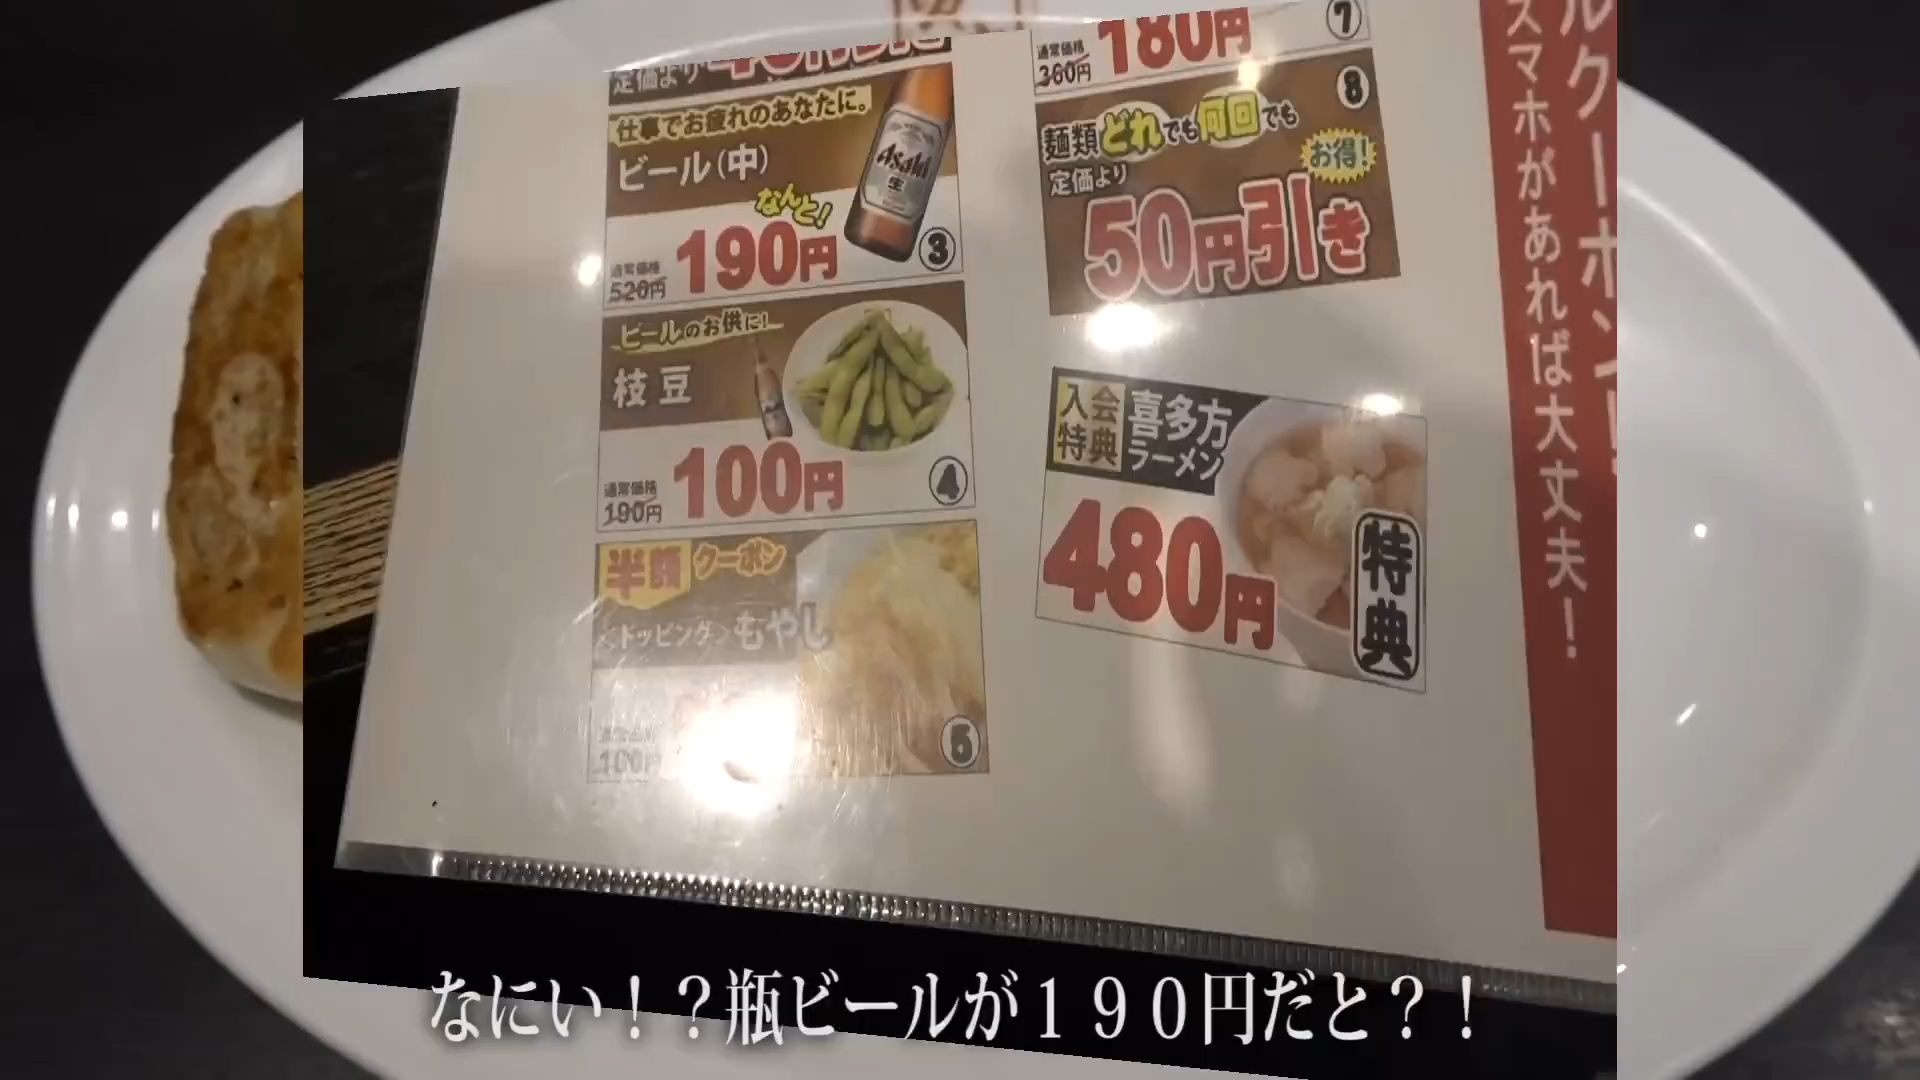 定価より
仕事でお疲れのあなたに。
ビール(中)
なんと!
通常価格
520円
190円
③
ビールのお供に!
枝豆
通常価格
190円
100円
④
半額 クーポン
<トッピング>もやし
100円
⑤
通常価格
360円
180円
⑦
⑧
麺類どれでも何回でも
定価より
お得!
50円引き
入会特典
喜多方
ラーメン
480円
特典
ルクーポン!
スマホがあれば大丈夫!
Asahi
生
なにい!?瓶ビールが190円だと?!